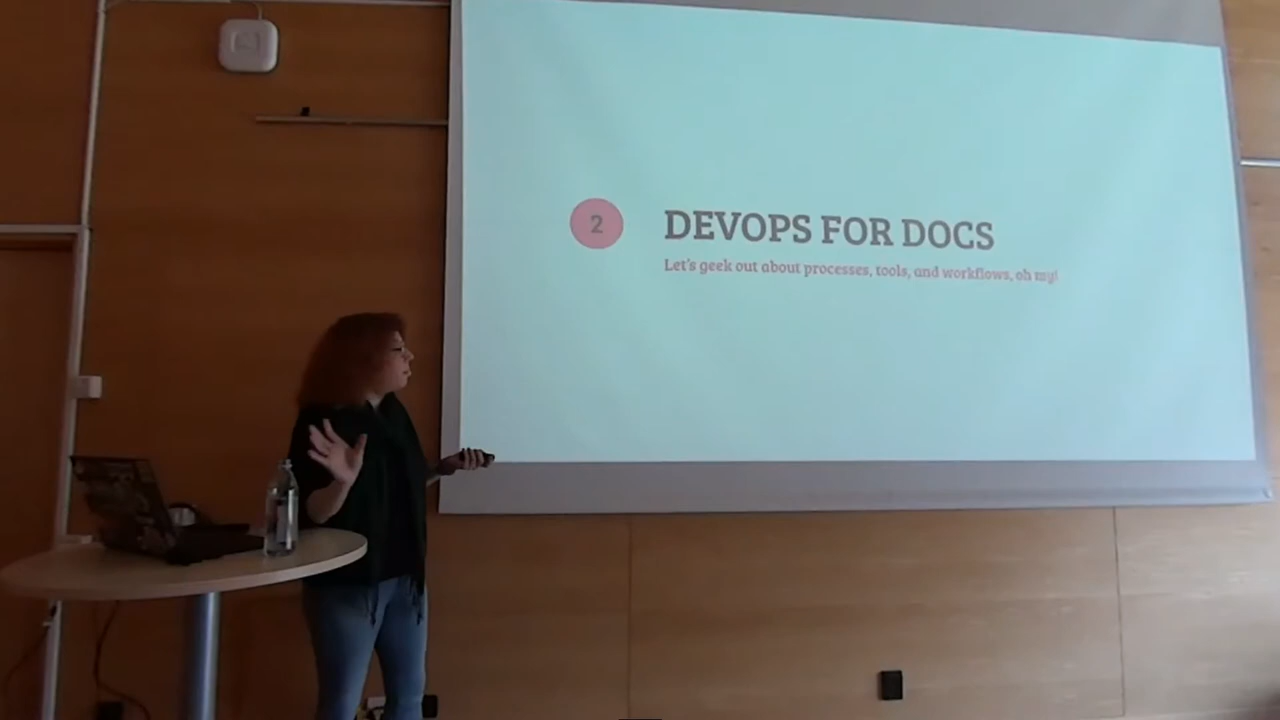 2
DEVOPS FOR DOCS
Let's geek out about processes, tools, and workflows, oh my!